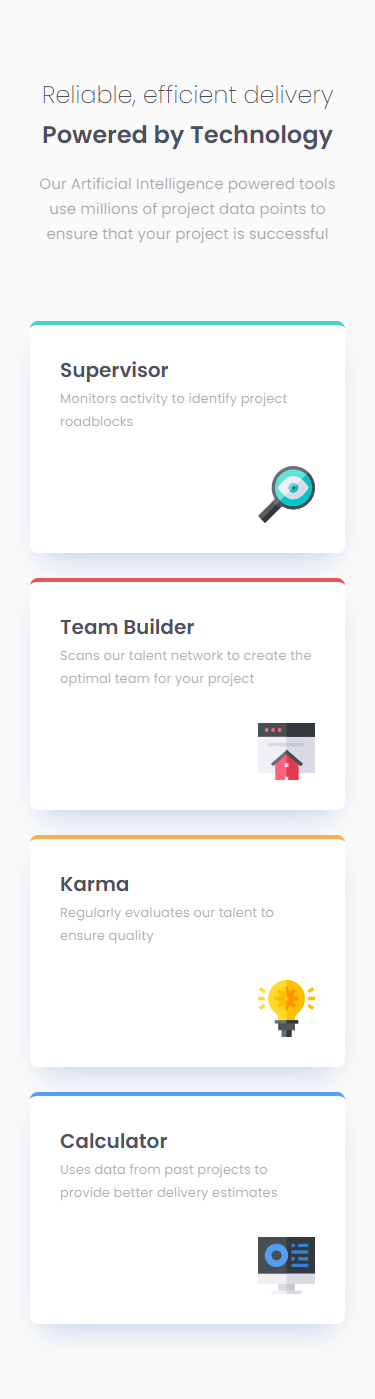 Reliable, efficient delivery
Powered by Technology
Our Artificial Intelligence powered tools
use millions of project data points to
ensure that your project is successful
Supervisor
Monitors activity to identify project
roadblocks
Team Builder
Scans our talent network to create the
optimal team for your project
Karma
Regularly evaluates our talent to
ensure quality
Calculator
Uses data from past projects to
provide better delivery estimates